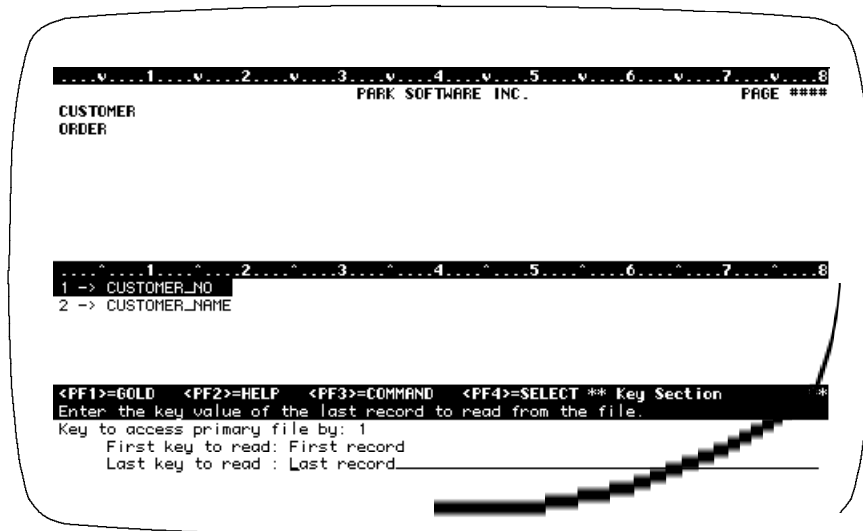 ....v....1....v....2....v....3....v....4....v....5....v....6....v....7....v....8
PARK SOFTWARE INC. PAGE ####
CUSTOMER
ORDER
....^....1....^....2....^....3....^....4....^....5....^....6....^....7....^....8
1 -> CUSTOMER_NO
2 -> CUSTOMER_NAME
<PF1>=GOLD <PF2>=HELP <PF3>=COMMAND <PF4>=SELECT ** Key Section *
Enter the key value of the last record to read from the file.
Key to access primary file by: 1
First key to read: First record
Last key to read : Last record